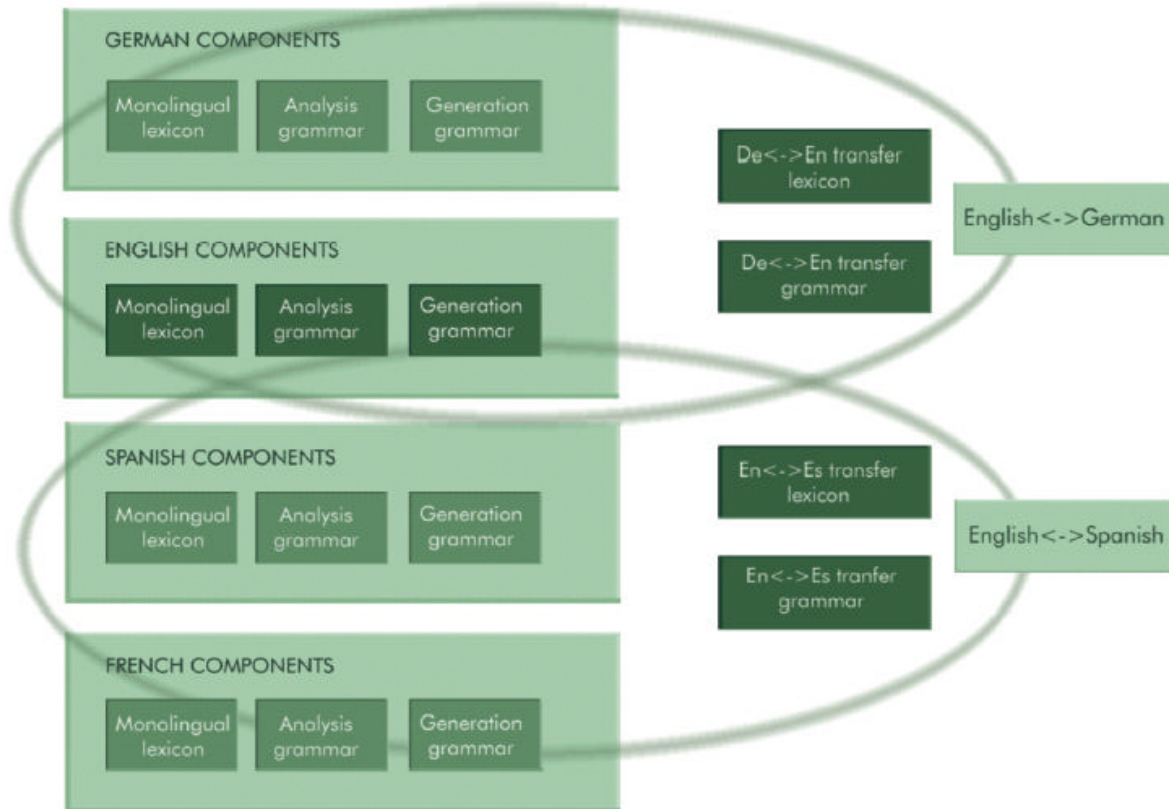 GERMAN COMPONENTS
Monolingual
lexicon
Analysis
grammar
Generation
grammar
De<->En transfer
lexicon
English<->German
ENGLISH COMPONENTS
De<->En transfer
grammar
Monolingual
lexicon
Analysis
grammar
Generation
grammar
SPANISH COMPONENTS
En<->Es transfer
lexicon
Monolingual
lexicon
Analysis
grammar
Generation
grammar
English<->Spanish
En<->Es tranfer
grammar
FRENCH COMPONENTS
Monolingual
lexicon
Analysis
grammar
Generation
grammar